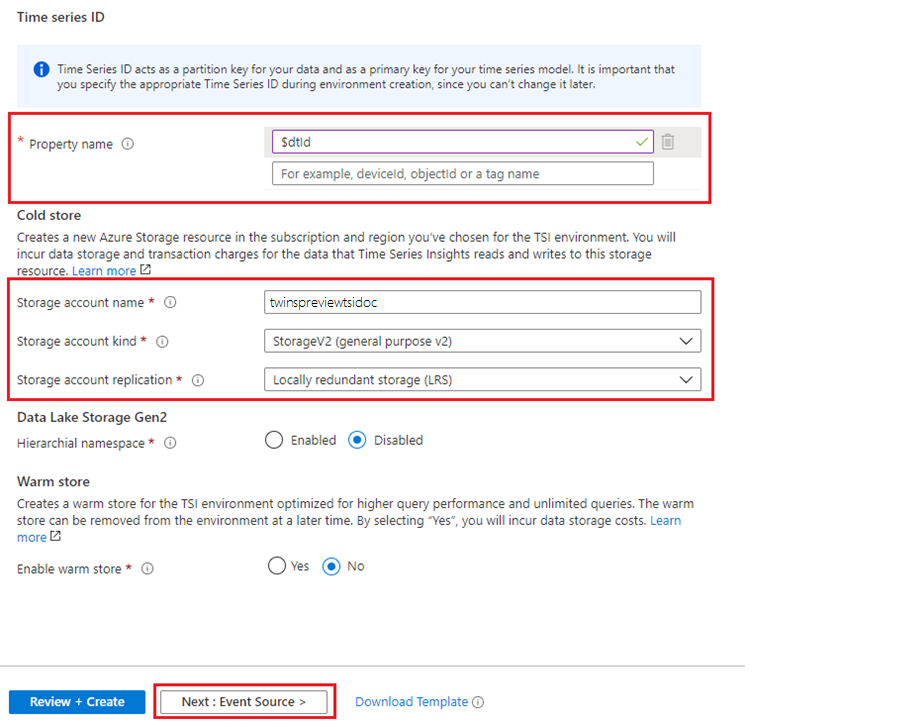 Time series ID
Time Series ID acts as a partition key for your data and as a primary key for your time series model. It is important that
you specify the appropriate Time Series ID during environment creation, since you can't change it later.
* Property name
$dtId
For example, deviceId, objectId or a tag name
Cold store
Creates a new Azure Storage resource in the subscription and region you've chosen for the TSI environment. You will
incur data storage and transaction charges for the data that Time Series Insights reads and writes to this storage
resource. Learn more
Storage account name * twinspreviewtsidoc
Storage account kind * StorageV2 (general purpose v2)
Storage account replication * Locally redundant storage (LRS)
Data Lake Storage Gen2
Hierarchial namespace * Enabled Disabled
Warm store
Creates a warm store for the TSI environment optimized for higher query performance and unlimited queries. The warm
store can be removed from the environment at a later time. By selecting "Yes", you will incur data storage costs. Learn
more
Enable warm store * Yes No
Review + Create Next : Event Source > Download Template